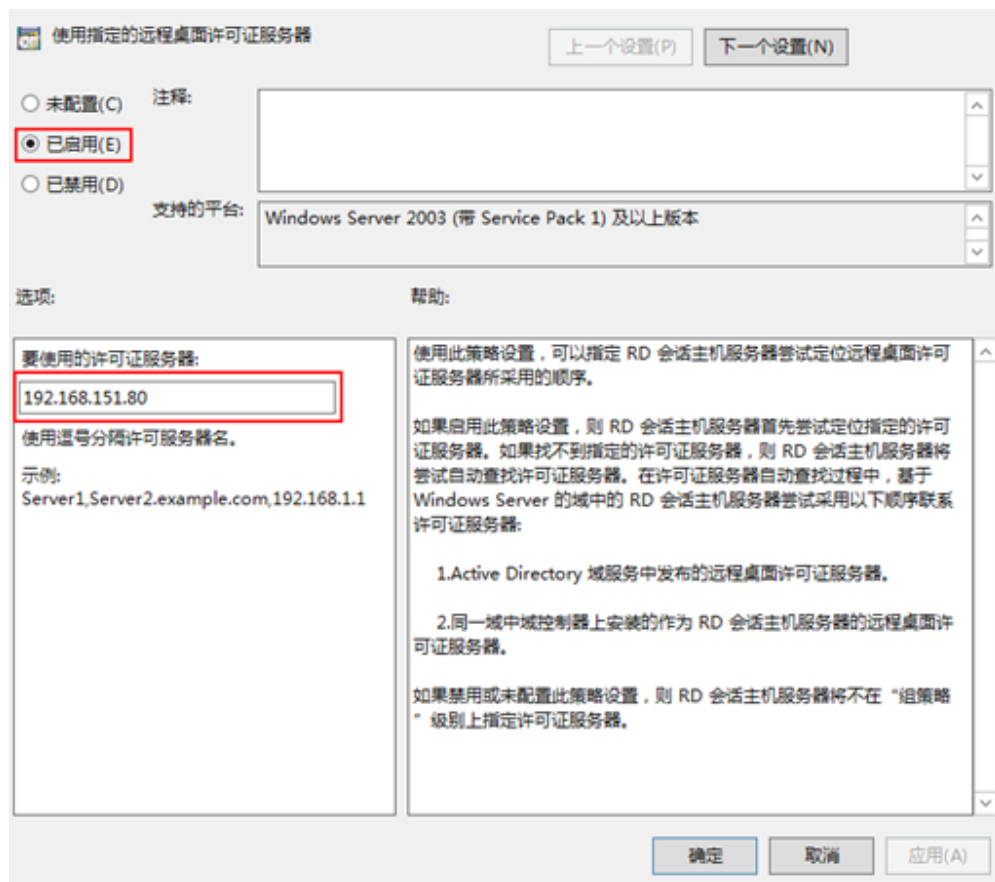 使用指定的远程桌面许可证服务器
上一个设置(P)
下一个设置(N)
未配置(C)
注释:
已启用(E)
已禁用(D)
支持的平台:
Windows Server 2003 (带 Service Pack 1) 及以上版本
选项:
帮助:
要使用的许可证服务器:
192.168.151.80
使用逗号分隔许可服务器名。
示例:
Server1,Server2.example.com,192.168.1.1
使用此策略设置，可以指定 RD 会话主机服务器尝试定位远程桌面许可
证服务器所采用的顺序。
如果启用此策略设置，则 RD 会话主机服务器首先尝试定位指定的许可
证服务器。如果找不到指定的许可证服务器，则 RD 会话主机服务器将
尝试自动查找许可证服务器。在许可证服务器自动查找过程中，基于
Windows Server 的域中的 RD 会话主机服务器尝试采用以下顺序联系
许可证服务器:
1.Active Directory 域服务中发布的远程桌面许可证服务器。
2.同一域中域控制器上安装的作为 RD 会话主机服务器的远程桌面许
可证服务器。
如果禁用或未配置此策略设置，则 RD 会话主机服务器将不在“组策略
”级别上指定许可证服务器。
确定
取消
应用(A)